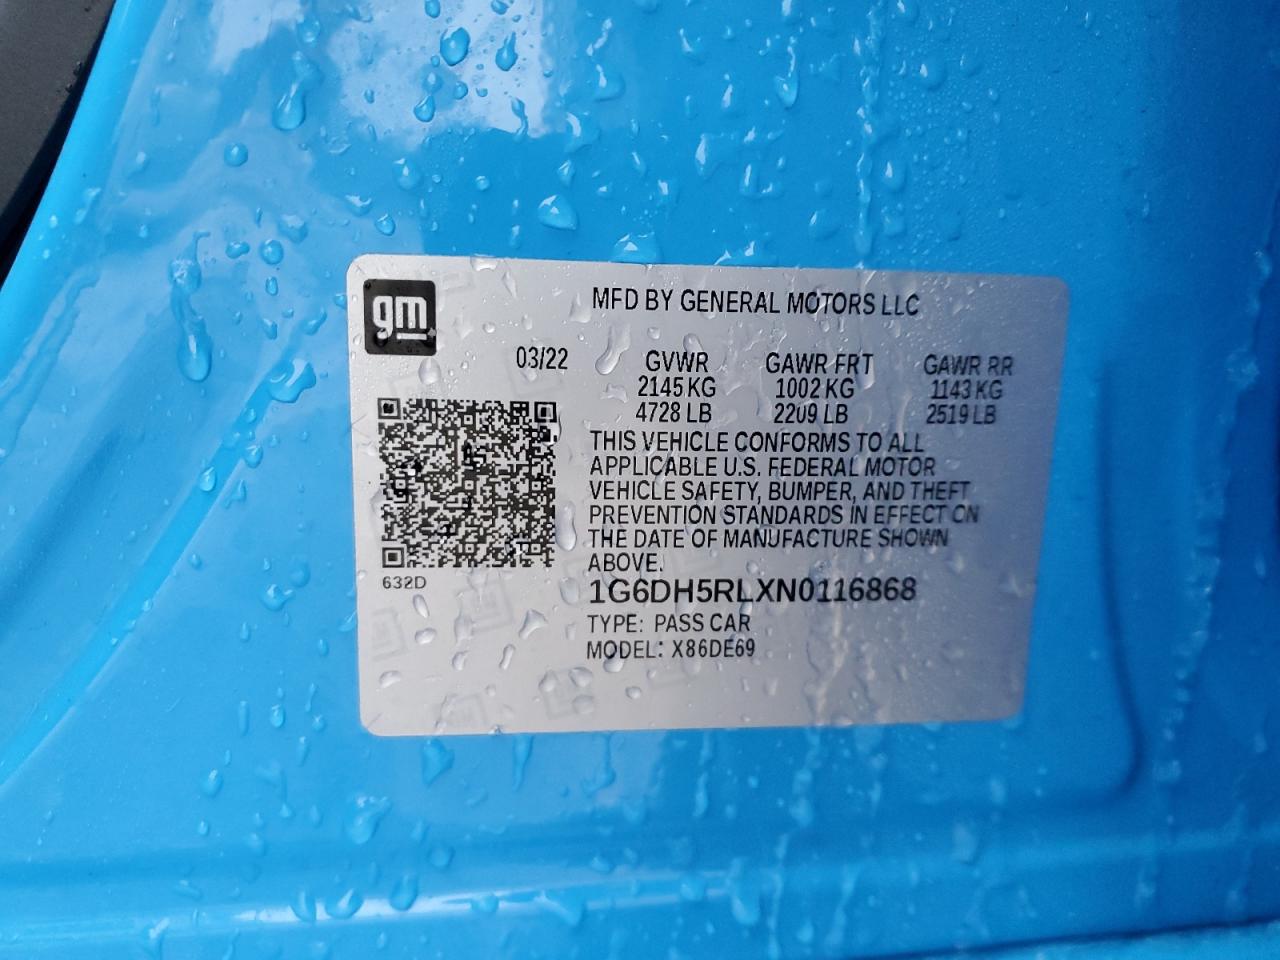 gm
MFD BY GENERAL MOTORS LLC
03/22 GVWR GAWR FRT GAWR RR
2145 KG 1002 KG 1143 KG
4728 LB 2209 LB 2519 LB
THIS VEHICLE CONFORMS TO ALL
APPLICABLE U.S. FEDERAL MOTOR
VEHICLE SAFETY, BUMPER, AND THEFT
PREVENTION STANDARDS IN EFFECT ON
THE DATE OF MANUFACTURE SHOWN
ABOVE.
632D
1G6DH5RLXN0116868
TYPE: PASS CAR
MODEL: X86DE69